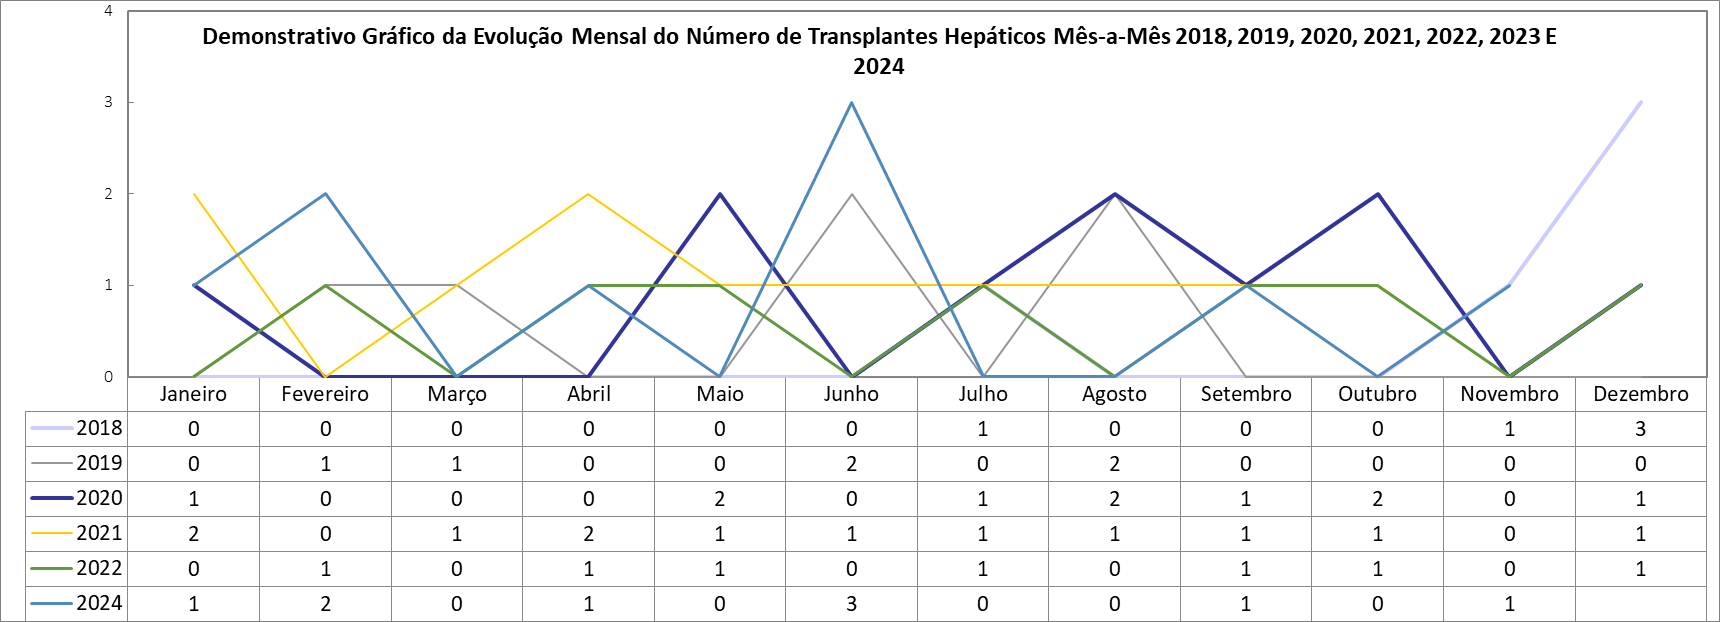 Demonstrativo Gráfico da Evolução Mensal do Número de Transplantes Hepáticos Mês-a-Mês 2018, 2019, 2020, 2021, 2022, 2023 E
2024
4
3
2
1
0
Janeiro Fevereiro Março Abril Maio Junho Julho Agosto Setembro Outubro Novembro Dezembro
2018 0 0 0 0 0 0 1 0 0 0 1 3
2019 0 1 1 0 0 2 0 2 0 0 0 0
2020 1 0 0 0 2 0 1 2 1 2 0 1
2021 2 0 1 2 1 1 1 1 1 1 0 1
2022 0 1 0 1 1 0 1 0 1 1 0 1
2024 1 2 0 1 0 3 0 0 1 0 1